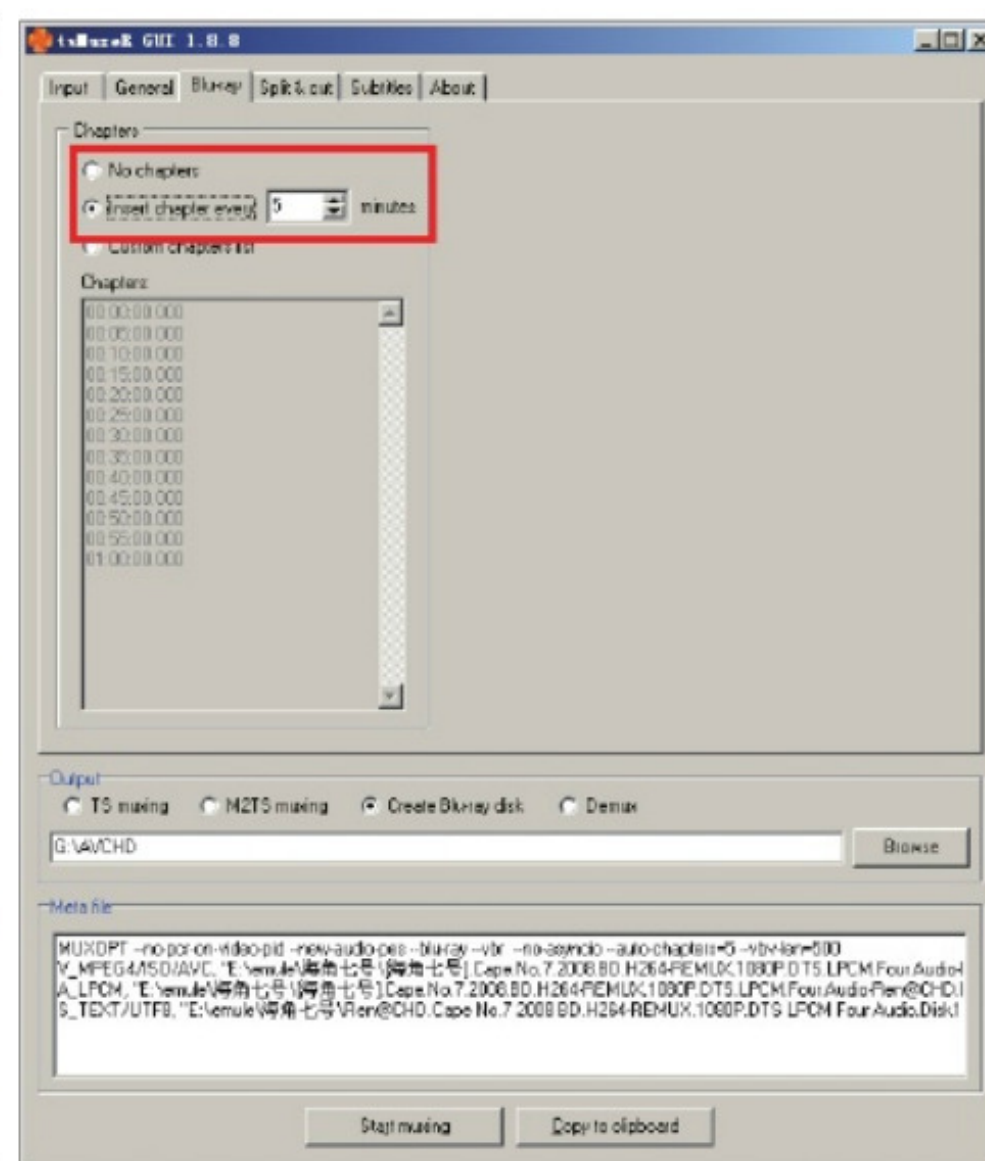 tsMuxeR GUI 1.8.8
Input General Blu-ray Split & cut Subtitles About
Chapters
No chapters
Insert chapter every 5 minutes
Custom chapters list
Chapters:
00:00:00.000
00:05:00.000
00:10:00.000
00:15:00.000
00:20:00.000
00:25:00.000
00:30:00.000
00:35:00.000
00:40:00.000
00:45:00.000
00:50:00.000
00:55:00.000
01:00:00.000
Output
TS muxing M2TS muxing Create Blu-ray disk Demux
G:\AVCHD Browse
Meta file
MUXOPT --no-pcr-on-video-pid --new-audio-pes --blu-ray --vbr --no-asyncio --auto-chapters=5 --vbv-len=500
V_MPEG4/ISO/AVC, "E:\emule\海角七号\[海角七号].Cape.No.7.2008.BD.H264-REMUX.1080P.DTS.LPCM.Four.Audio-
A_LPCM, "E:\emule\海角七号\[海角七号].Cape.No.7.2008.BD.H264-REMUX.1080P.DTS.LPCM.Four.Audio-Ren@CHD.
S_TEXT/UTF8, "E:\emule\海角七号\Ren@CHD.Cape No.7 2008 BD.H264-REMUX.1080P.DTS LPCM Four.Audio.Disk1
Start muxing Copy to clipboard